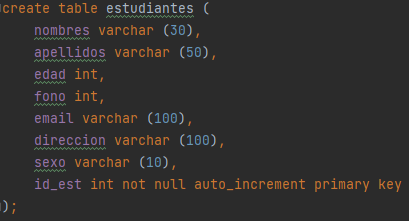 create table estudiantes (
nombres varchar (30),
apellidos varchar (50),
edad int,
fono int,
email varchar (100),
direccion varchar (100),
sexo varchar (10),
id_est int not null auto_increment primary key
);